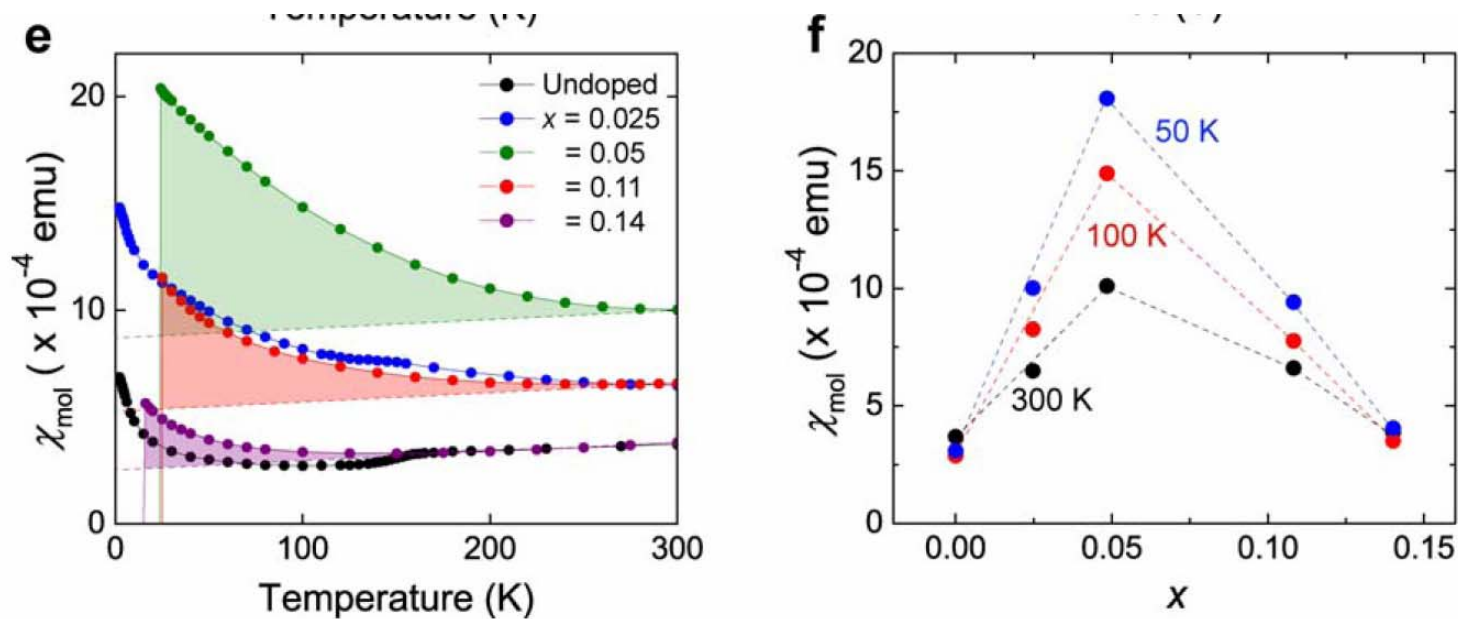 Temperature (K)
e
χmol ( x 10⁻⁴ emu)
20
10
0
Undoped
x = 0.025
= 0.05
= 0.11
= 0.14
0
100
200
300
Temperature (K)
f
χmol (x 10⁻⁴ emu)
20
15
10
5
0
50 K
100 K
300 K
0.00
0.05
0.10
0.15
x